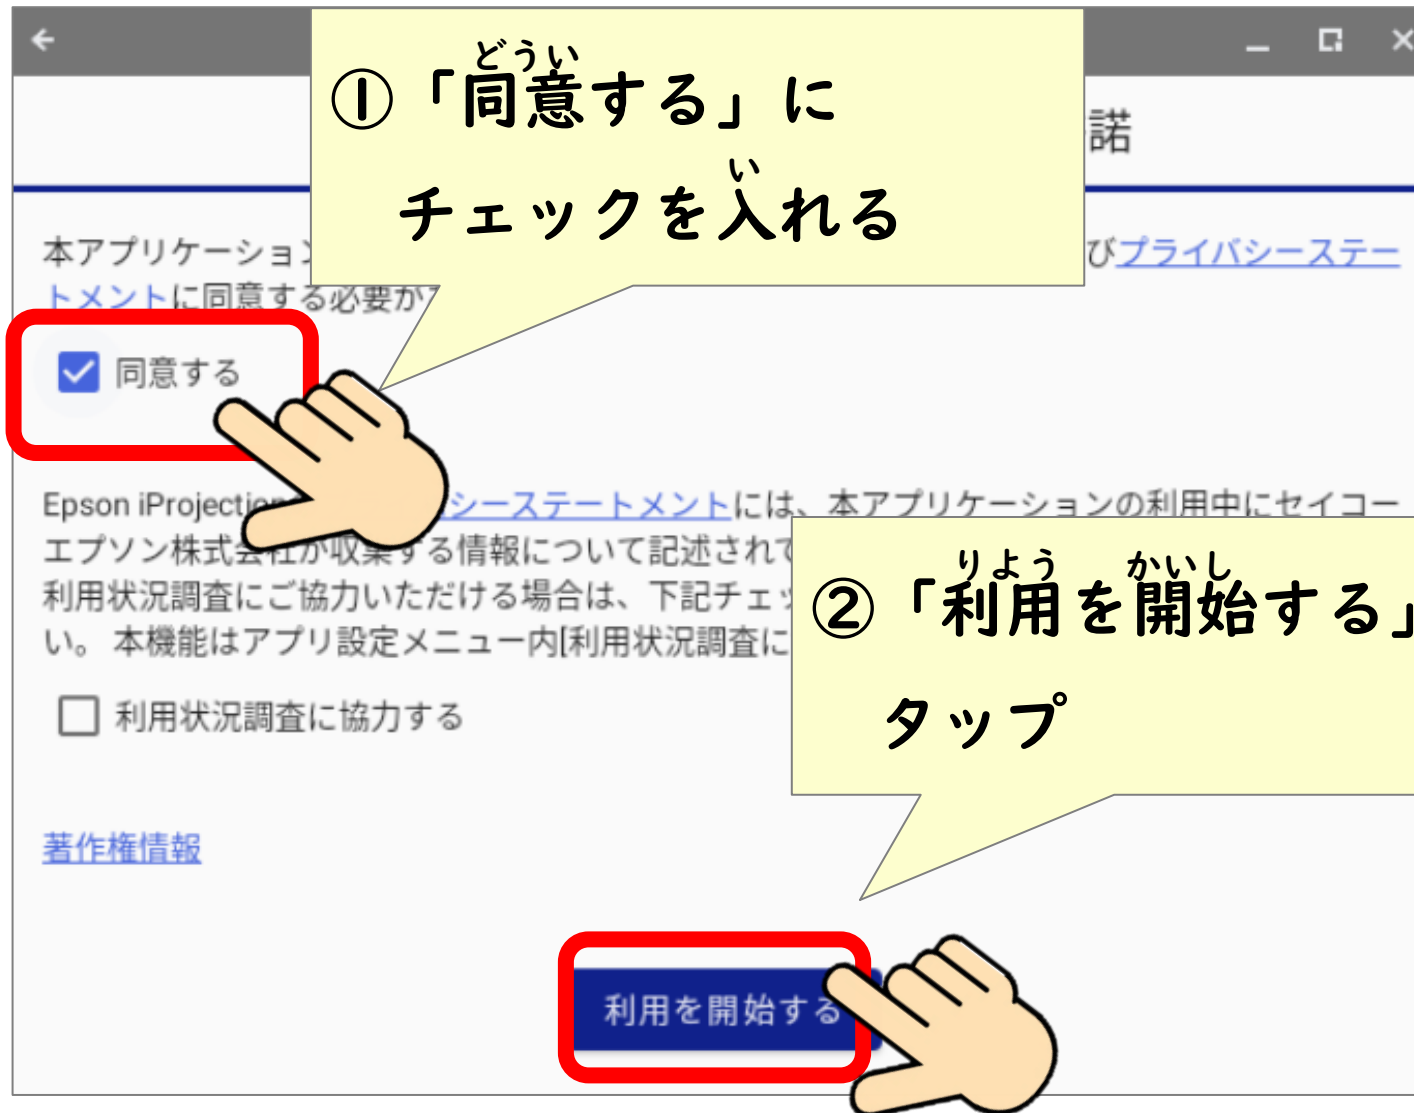 どうい
①「同意する」に
い
チェックを入れる
諾
本アプリケーション
び プライバシーステー
トメントに同意する必要が
同意する
Epson iProjection
シーステートメントには、本アプリケーションの利用中にセイコー
エプソン株式会社が収集する情報について記述されて
利用状況調査にご協力いただける場合は、下記チェッ
い。 本機能はアプリ設定メニュー内[利用状況調査に
りよう かいし
②「利用を開始する」
タップ
利用状況調査に協力する
著作権情報
利用を開始する